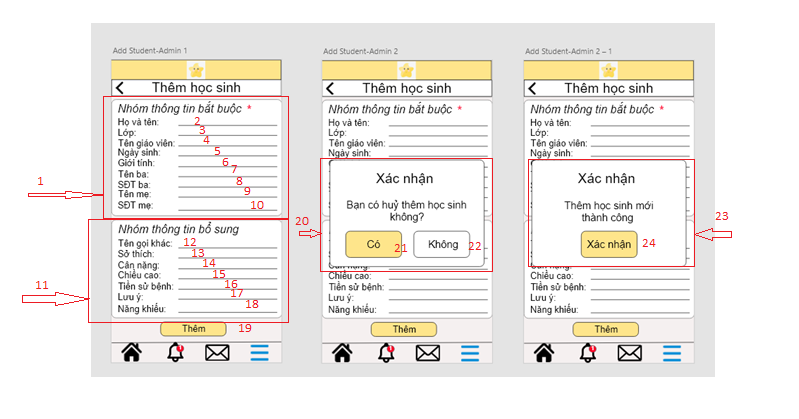 Add Student-Admin 1
Thêm học sinh
Nhóm thông tin bắt buộc *
Họ và tên: 2
Lớp: 3
Tên giáo viên: 4
Ngày sinh: 5
Giới tính: 6
Tên ba: 7
SĐT ba: 8
Tên mẹ: 9
SĐT mẹ: 10
1
Nhóm thông tin bổ sung
Tên gọi khác: 12
Sở thích: 13
Cân nặng: 14
Chiều cao: 15
Tiền sử bệnh: 16
Lưu ý: 17
Năng khiếu: 18
11
Thêm 19
1
Add Student-Admin 2
Thêm học sinh
Nhóm thông tin bắt buộc *
Họ và tên:
Lớp:
Tên giáo viên:
Ngày sinh:
20
Xác nhận
Bạn có huỷ thêm học sinh
không?
Có 21
Không 22
Cân nặng:
Chiều cao:
Tiền sử bệnh:
Lưu ý:
Năng khiếu:
Thêm
1
Add Student-Admin 2 – 1
Thêm học sinh
Nhóm thông tin bắt buộc *
Họ và tên:
Lớp:
Tên giáo viên:
Ngày sinh:
Xác nhận
Thêm học sinh mới
thành công
Xác nhận 24
23
Cân nặng:
Chiều cao:
Tiền sử bệnh:
Lưu ý:
Năng khiếu:
Thêm
1